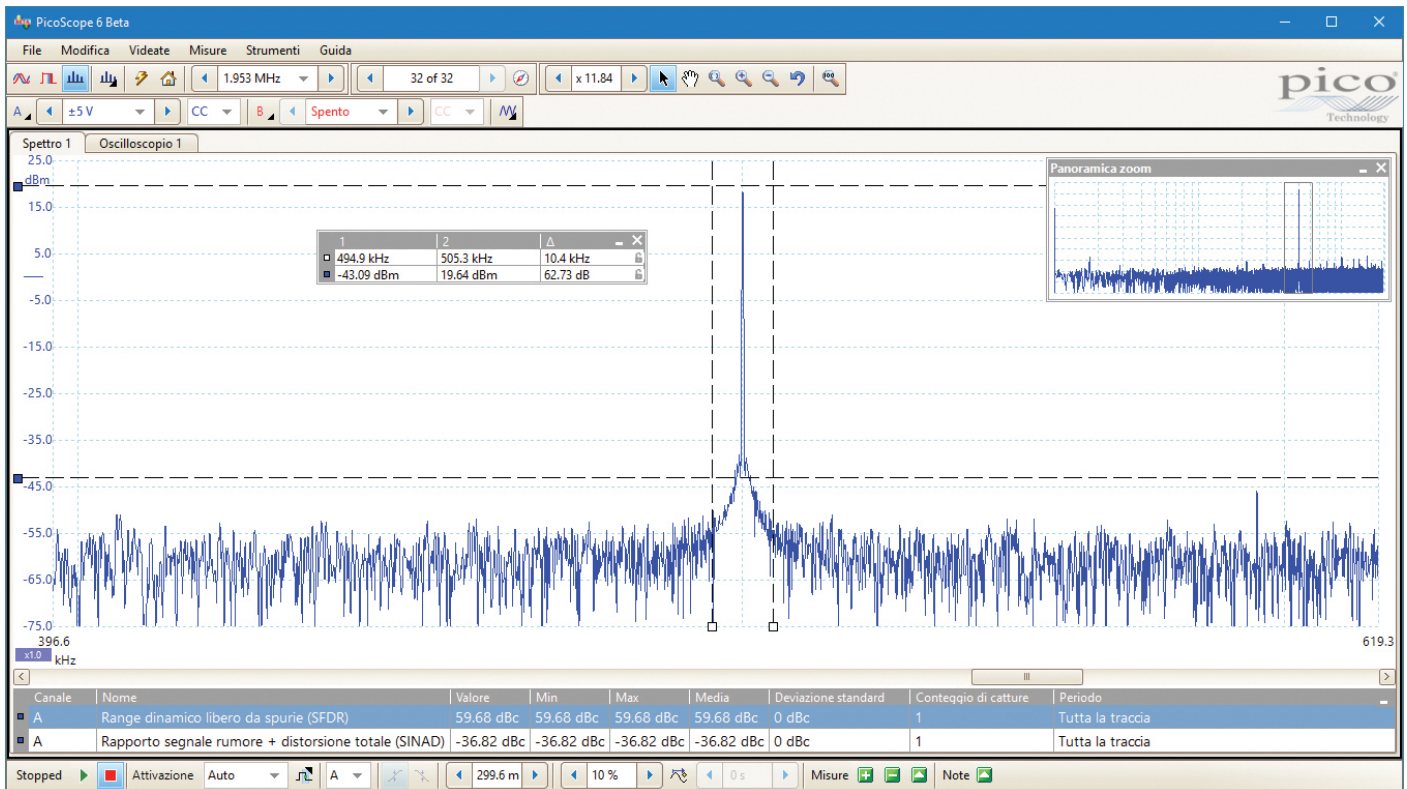 PicoScope 6 Beta
File Modifica Videate Misure Strumenti Guida
1.953 MHz 32 of 32 x 11.84
pico
Technology
A ±5 V CC B Spento CC
Spettro 1 Oscilloscopio 1
25.0
dBm
15.0
5.0
-5.0
-15.0
-25.0
-35.0
-45.0
-55.0
-65.0
-75.0
Panoramica zoom
1 2 Δ
494.9 kHz 505.3 kHz 10.4 kHz
-43.09 dBm 19.64 dBm 62.73 dB
396.6 619.3
x1.0 kHz
Canale Nome Valore Min Max Media Deviazione standard Conteggio di catture Periodo
A Range dinamico libero da spurie (SFDR) 59.68 dBc 59.68 dBc 59.68 dBc 59.68 dBc 0 dBc 1 Tutta la traccia
A Rapporto segnale rumore + distorsione totale (SINAD) -36.82 dBc -36.82 dBc -36.82 dBc -36.82 dBc 0 dBc 1 Tutta la traccia
Stopped Attivazione Auto A 299.6 m 10 % 0 s Misure Note